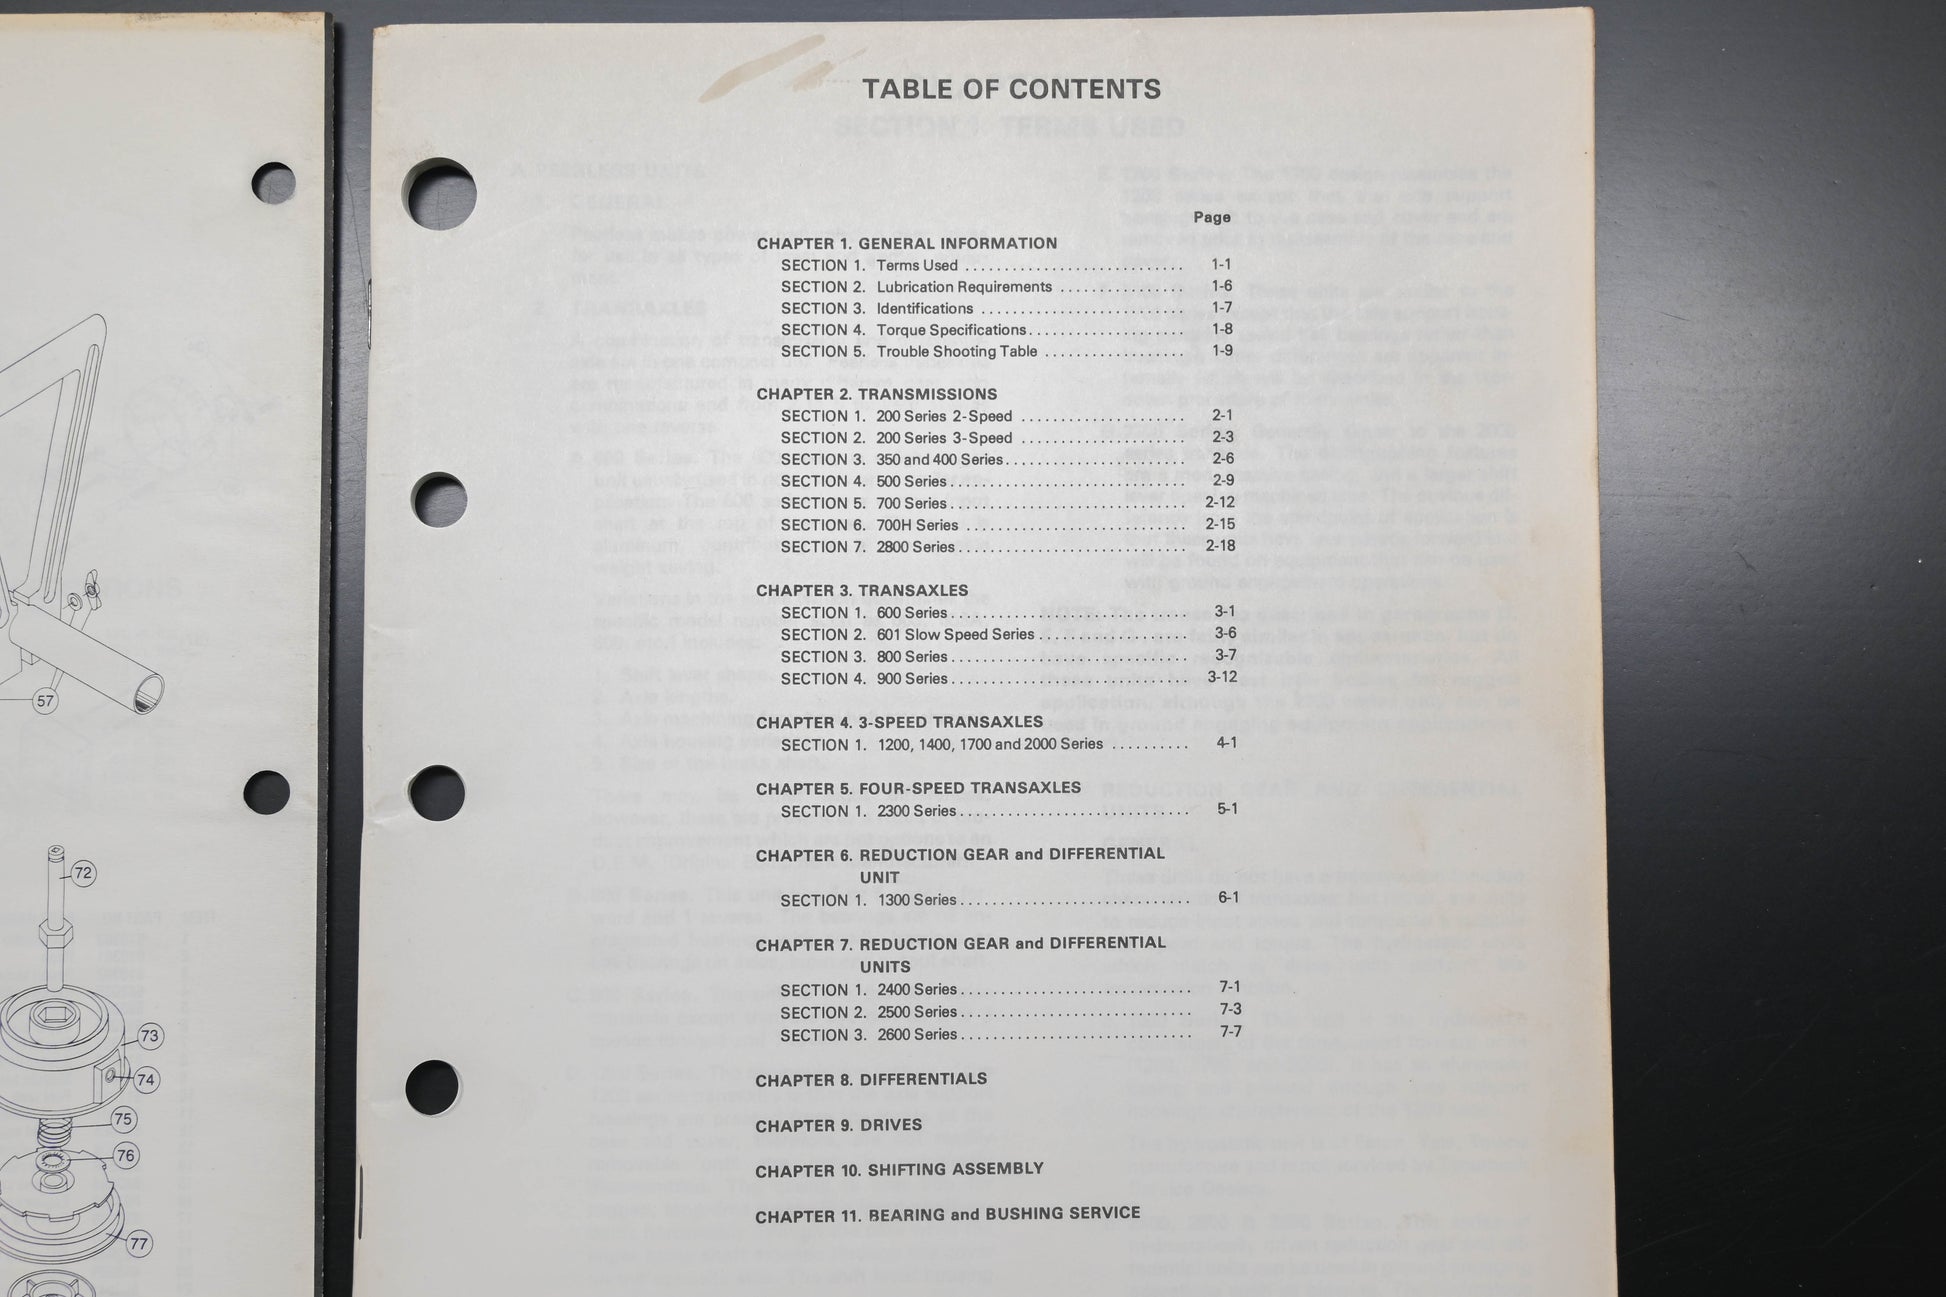 57
72
73
74
75
76
77
TABLE OF CONTENTS
Page
CHAPTER 1. GENERAL INFORMATION
SECTION 1. Terms Used ............................ 1-1
SECTION 2. Lubrication Requirements ................ 1-6
SECTION 3. Identifications .......................... 1-7
SECTION 4. Torque Specifications.................... 1-8
SECTION 5. Trouble Shooting Table .................. 1-9
CHAPTER 2. TRANSMISSIONS
SECTION 1. 200 Series 2-Speed ...................... 2-1
SECTION 2. 200 Series 3-Speed ...................... 2-3
SECTION 3. 350 and 400 Series........................ 2-6
SECTION 4. 500 Series............................... 2-9
SECTION 5. 700 Series............................... 2-12
SECTION 6. 700H Series ............................. 2-15
SECTION 7. 2800 Series.............................. 2-18
CHAPTER 3. TRANSAXLES
SECTION 1. 600 Series............................... 3-1
SECTION 2. 601 Slow Speed Series .................... 3-6
SECTION 3. 800 Series............................... 3-7
SECTION 4. 900 Series............................... 3-12
CHAPTER 4. 3-SPEED TRANSAXLES
SECTION 1. 1200, 1400, 1700 and 2000 Series .......... 4-1
CHAPTER 5. FOUR-SPEED TRANSAXLES
SECTION 1. 2300 Series.............................. 5-1
CHAPTER 6. REDUCTION GEAR and DIFFERENTIAL
UNIT
SECTION 1. 1300 Series.............................. 6-1
CHAPTER 7. REDUCTION GEAR and DIFFERENTIAL
UNITS
SECTION 1. 2400 Series.............................. 7-1
SECTION 2. 2500 Series.............................. 7-3
SECTION 3. 2600 Series.............................. 7-7
CHAPTER 8. DIFFERENTIALS
CHAPTER 9. DRIVES
CHAPTER 10. SHIFTING ASSEMBLY
CHAPTER 11. BEARING and BUSHING SERVICE